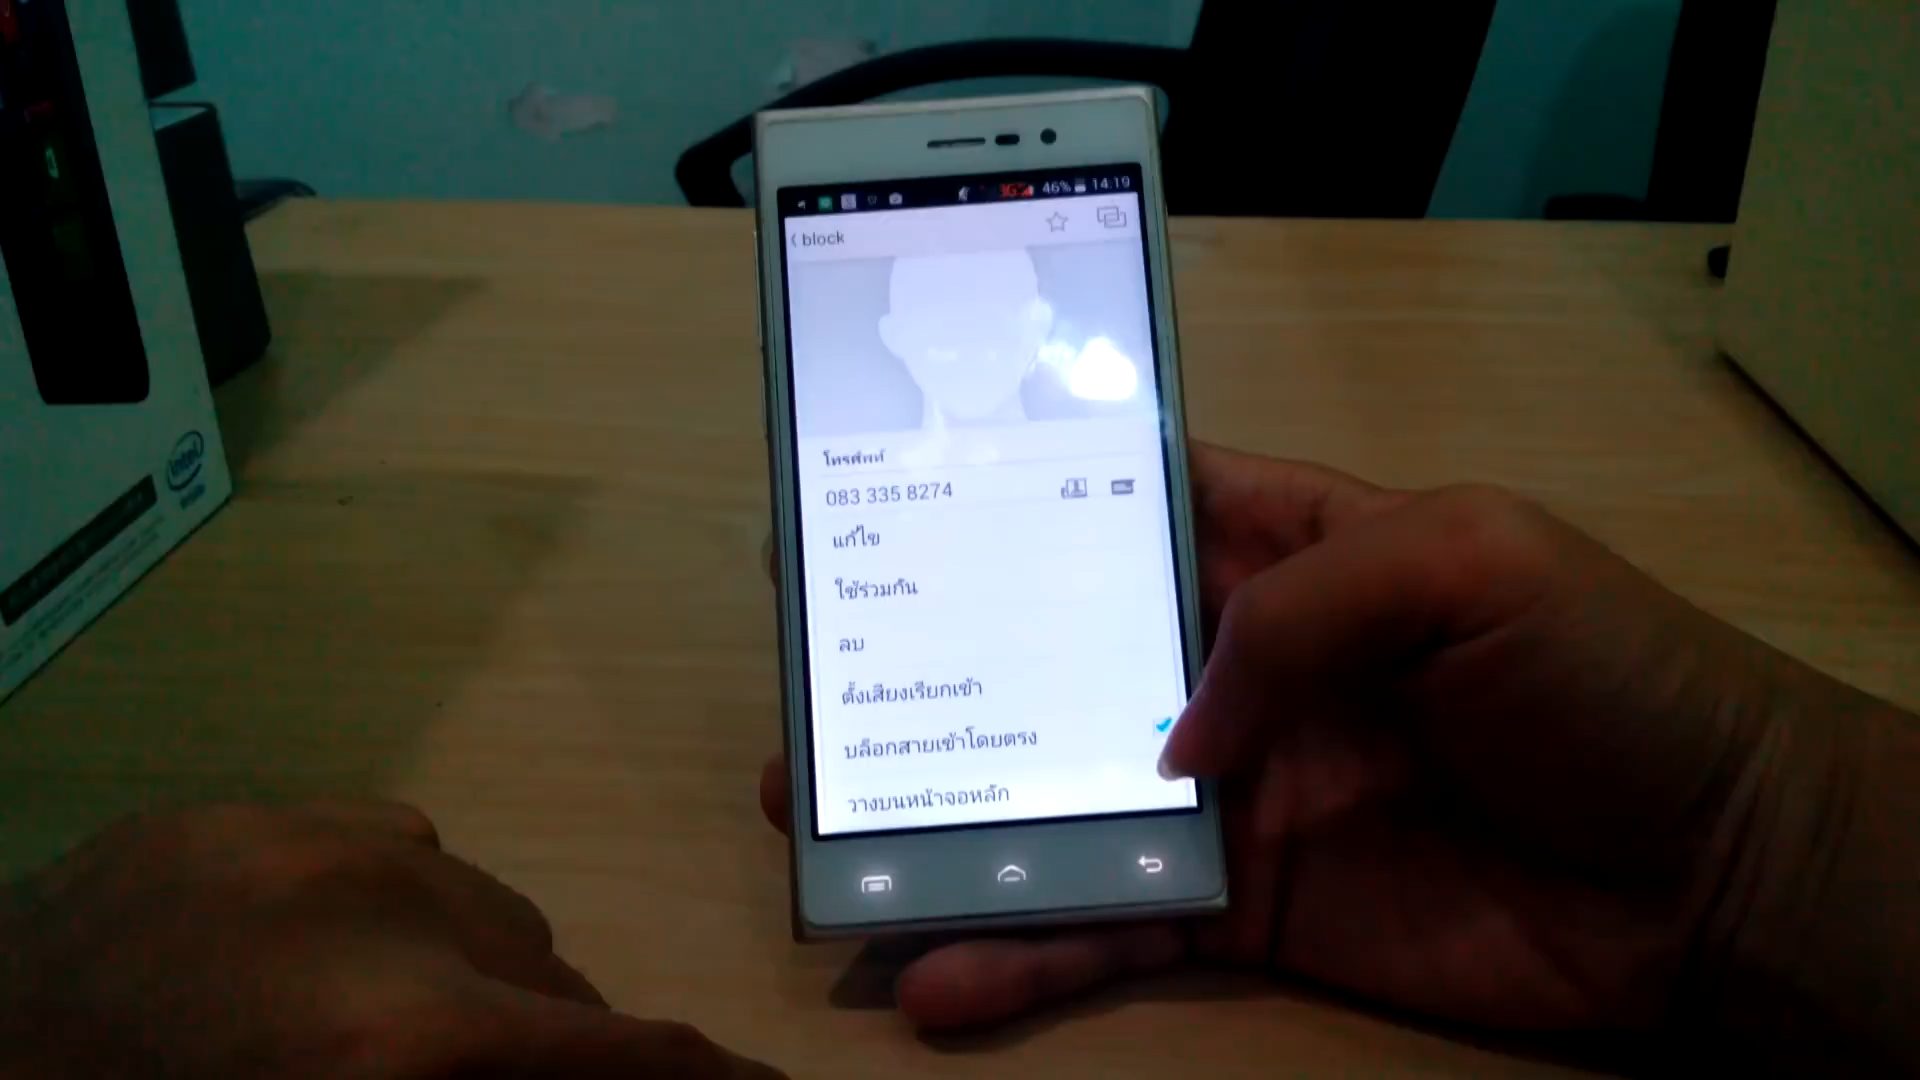 3G 46% 14:19
block
โทรศัพท์
083 335 8274
แก้ไข
ใช้ร่วมกัน
ลบ
ตั้งเสียงเรียกเข้า
บล็อกสายเข้าโดยตรง
วางบนหน้าจอหลัก
intel